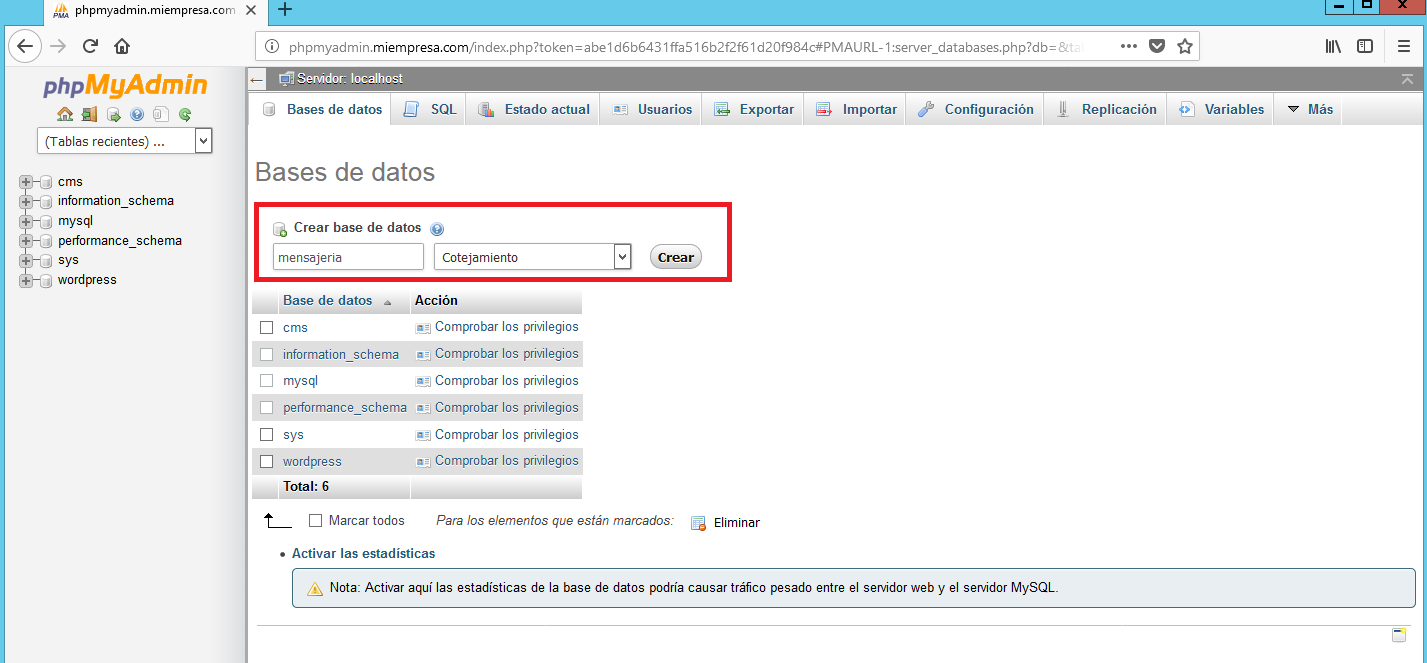 phpmyadmin.miempresa.com
phpmyadmin.miempresa.com/index.php?token=abe1d6b6431ffa516b2f2f61d20f984c#PMAURL-1:server_databases.php?db=&ta
phpMyAdmin
(Tablas recientes) ...
cms
information_schema
mysql
performance_schema
sys
wordpress
Servidor: localhost
Bases de datos SQL Estado actual Usuarios Exportar Importar Configuración Replicación Variables Más
Bases de datos
Crear base de datos
mensajeria Cotejamiento Crear
Base de datos Acción
cms Comprobar los privilegios
information_schema Comprobar los privilegios
mysql Comprobar los privilegios
performance_schema Comprobar los privilegios
sys Comprobar los privilegios
wordpress Comprobar los privilegios
Total: 6
Marcar todos Para los elementos que están marcados: Eliminar
• Activar las estadísticas
Nota: Activar aquí las estadísticas de la base de datos podría causar tráfico pesado entre el servidor web y el servidor MySQL.